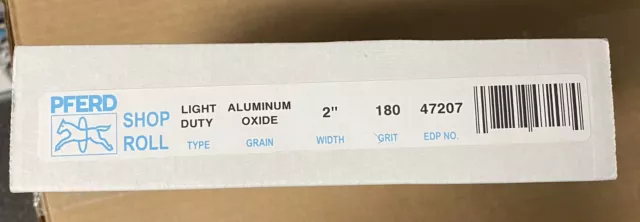 PFERD
SHOP
ROLL
LIGHT
DUTY
TYPE
ALUMINUM
OXIDE
GRAIN
2"
WIDTH
180
GRIT
47207
EDP NO.